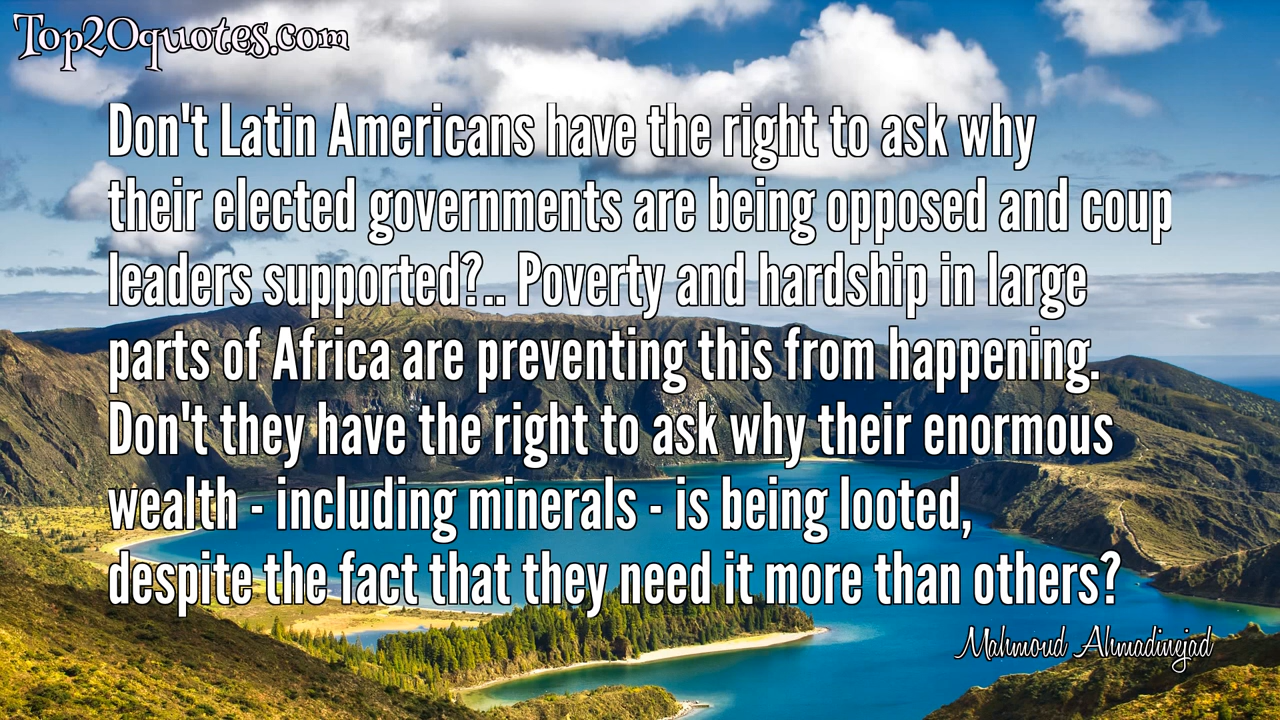 Top20quotes.com
Don't Latin Americans have the right to ask why
their elected governments are being opposed and coup
leaders supported?.. Poverty and hardship in large
parts of Africa are preventing this from happening.
Don't they have the right to ask why their enormous
wealth - including minerals - is being looted,
despite the fact that they need it more than others?
Mahmoud Ahmadinejad